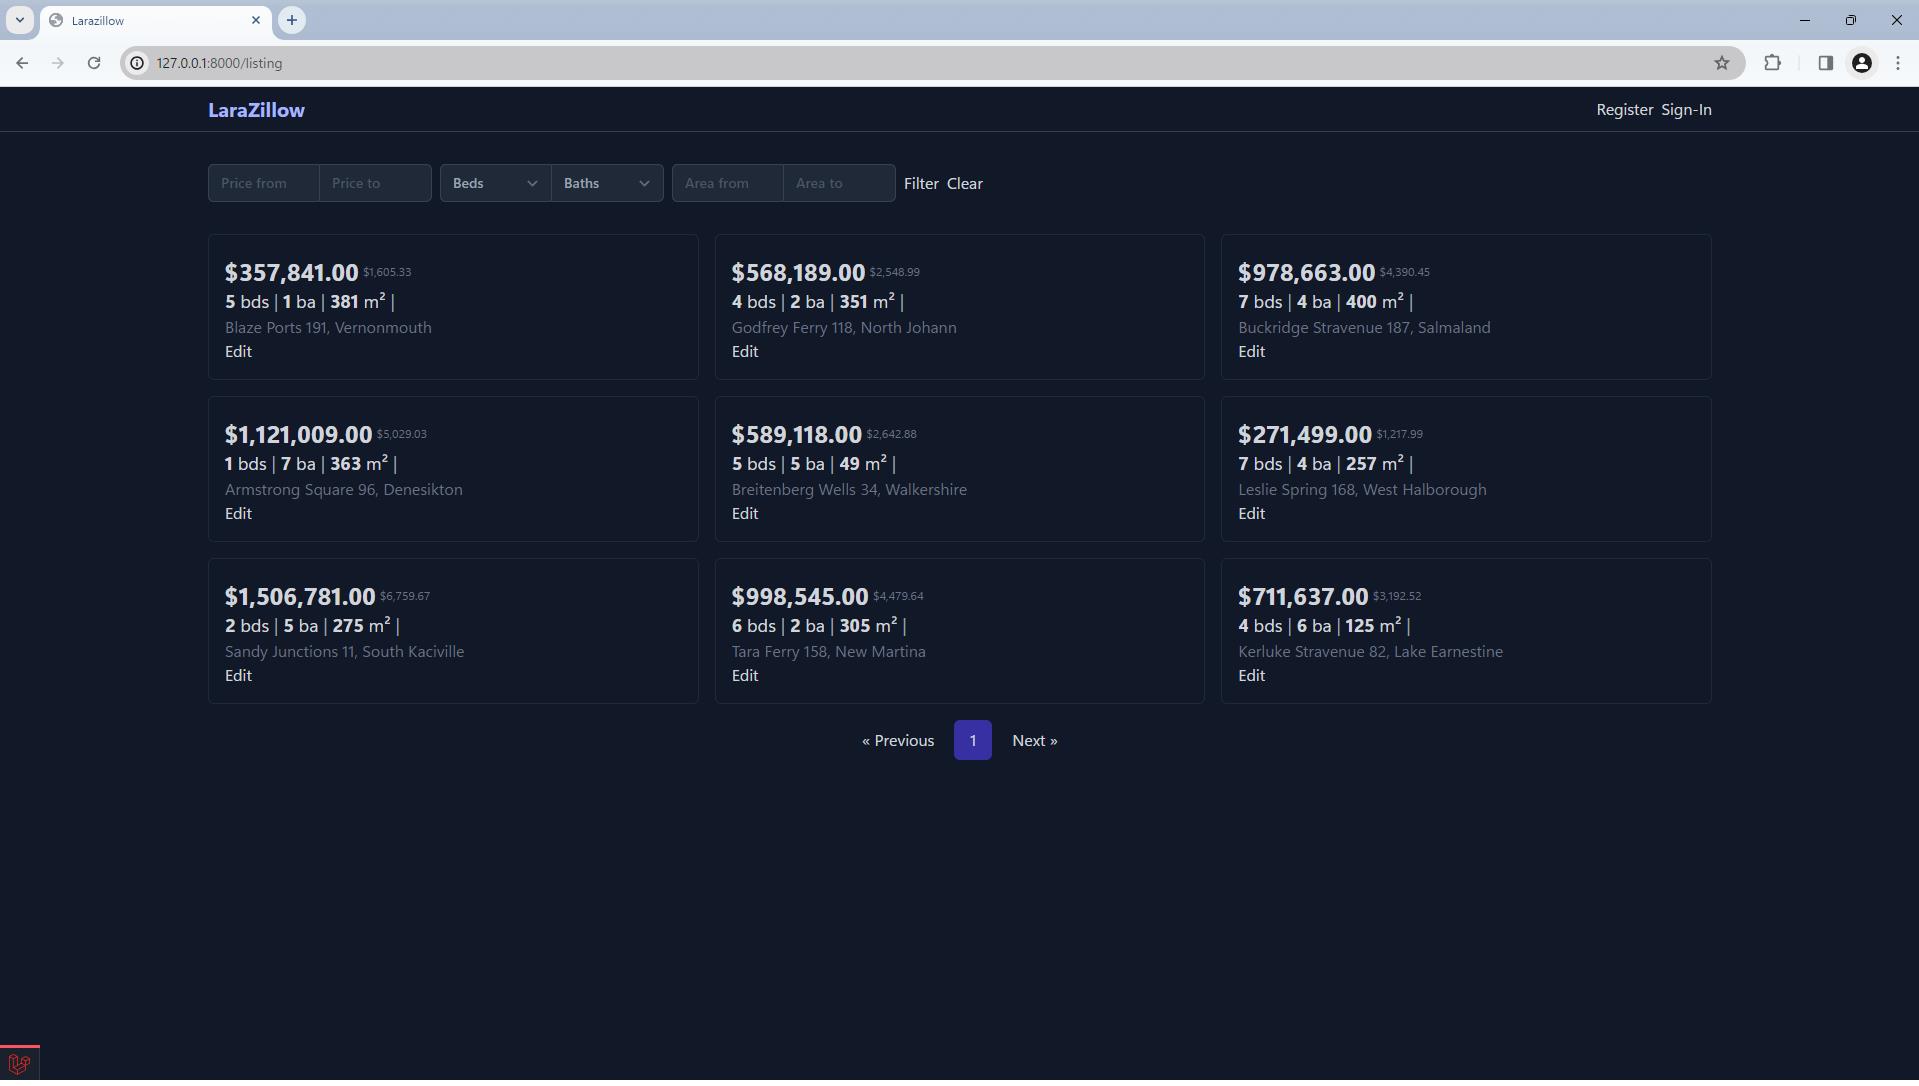 Larazillow
127.0.0.1:8000/listing
LaraZillow
Register Sign-In
Price from Price to Beds Baths Area from Area to Filter Clear
$357,841.00 $1,605.33
5 bds | 1 ba | 381 m² |
Blaze Ports 191, Vernonmouth
Edit
$568,189.00 $2,548.99
4 bds | 2 ba | 351 m² |
Godfrey Ferry 118, North Johann
Edit
$978,663.00 $4,390.45
7 bds | 4 ba | 400 m² |
Buckridge Stravenue 187, Salmaland
Edit
$1,121,009.00 $5,029.03
1 bds | 7 ba | 363 m² |
Armstrong Square 96, Denesikton
Edit
$589,118.00 $2,642.88
5 bds | 5 ba | 49 m² |
Breitenberg Wells 34, Walkershire
Edit
$271,499.00 $1,217.99
7 bds | 4 ba | 257 m² |
Leslie Spring 168, West Halborough
Edit
$1,506,781.00 $6,759.67
2 bds | 5 ba | 275 m² |
Sandy Junctions 11, South Kaciville
Edit
$998,545.00 $4,479.64
6 bds | 2 ba | 305 m² |
Tara Ferry 158, New Martina
Edit
$711,637.00 $3,192.52
4 bds | 6 ba | 125 m² |
Kerluke Stravenue 82, Lake Earnestine
Edit
« Previous 1 Next »